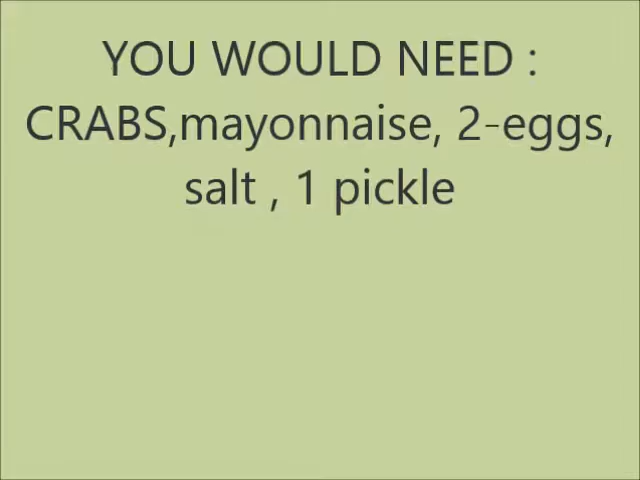 YOU WOULD NEED :
CRABS,mayonnaise, 2-eggs,
salt , 1 pickle